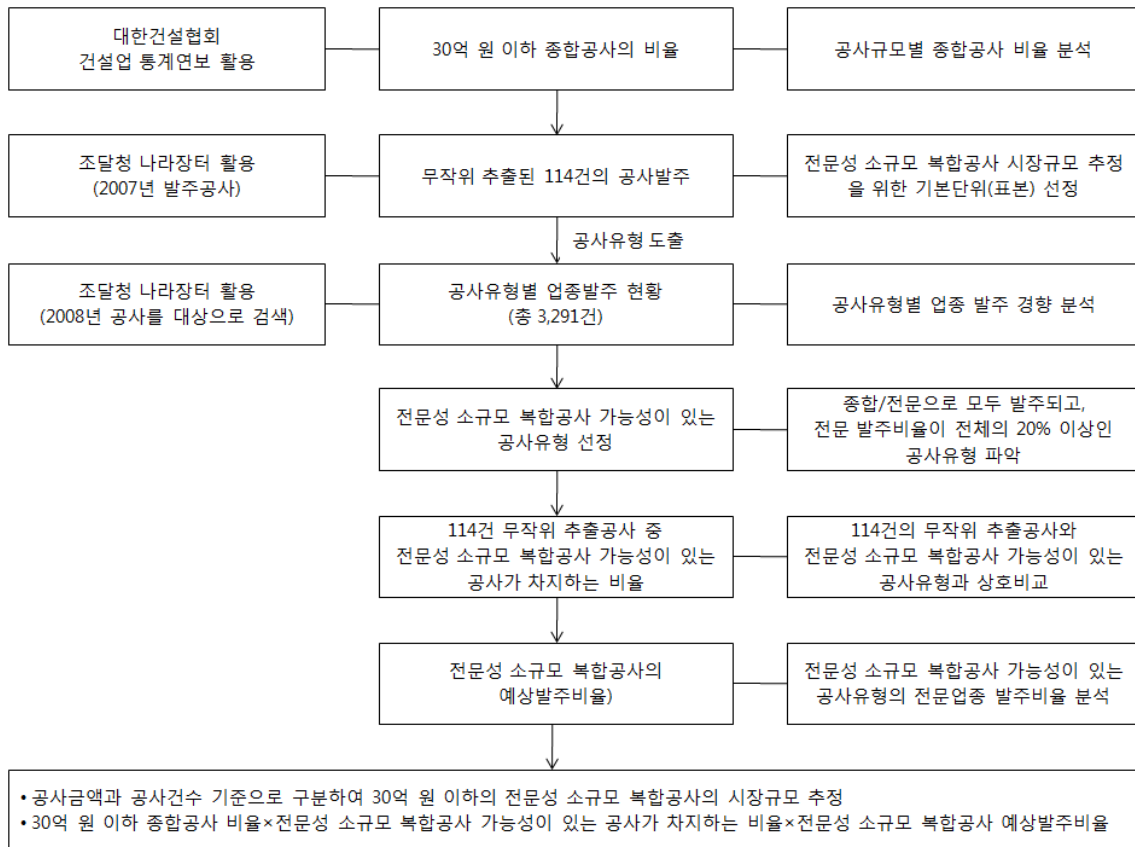 대한건설협회
건설업 통계연보 활용
30억 원 이하 종합공사의 비율
공사규모별 종합공사 비율 분석
조달청 나라장터 활용
(2007년 발주공사)
무작위 추출된 114건의 공사발주
전문성 소규모 복합공사 시장규모 추정
을 위한 기본단위(표본) 선정
공사유형 도출
조달청 나라장터 활용
(2008년 공사를 대상으로 검색)
공사유형별 업종발주 현황
(총 3,291건)
공사유형별 업종 발주 경향 분석
전문성 소규모 복합공사 가능성이 있는
공사유형 선정
종합/전문으로 모두 발주되고,
전문 발주비율이 전체의 20% 이상인
공사유형 파악
114건 무작위 추출공사 중
전문성 소규모 복합공사 가능성이 있는
공사가 차지하는 비율
114건의 무작위 추출공사와
전문성 소규모 복합공사 가능성이 있는
공사유형과 상호비교
전문성 소규모 복합공사의
예상발주비율)
전문성 소규모 복합공사 가능성이 있는
공사유형의 전문업종 발주비율 분석
• 공사금액과 공사건수 기준으로 구분하여 30억 원 이하의 전문성 소규모 복합공사의 시장규모 추정
• 30억 원 이하 종합공사 비율×전문성 소규모 복합공사 가능성이 있는 공사가 차지하는 비율×전문성 소규모 복합공사 예상발주비율